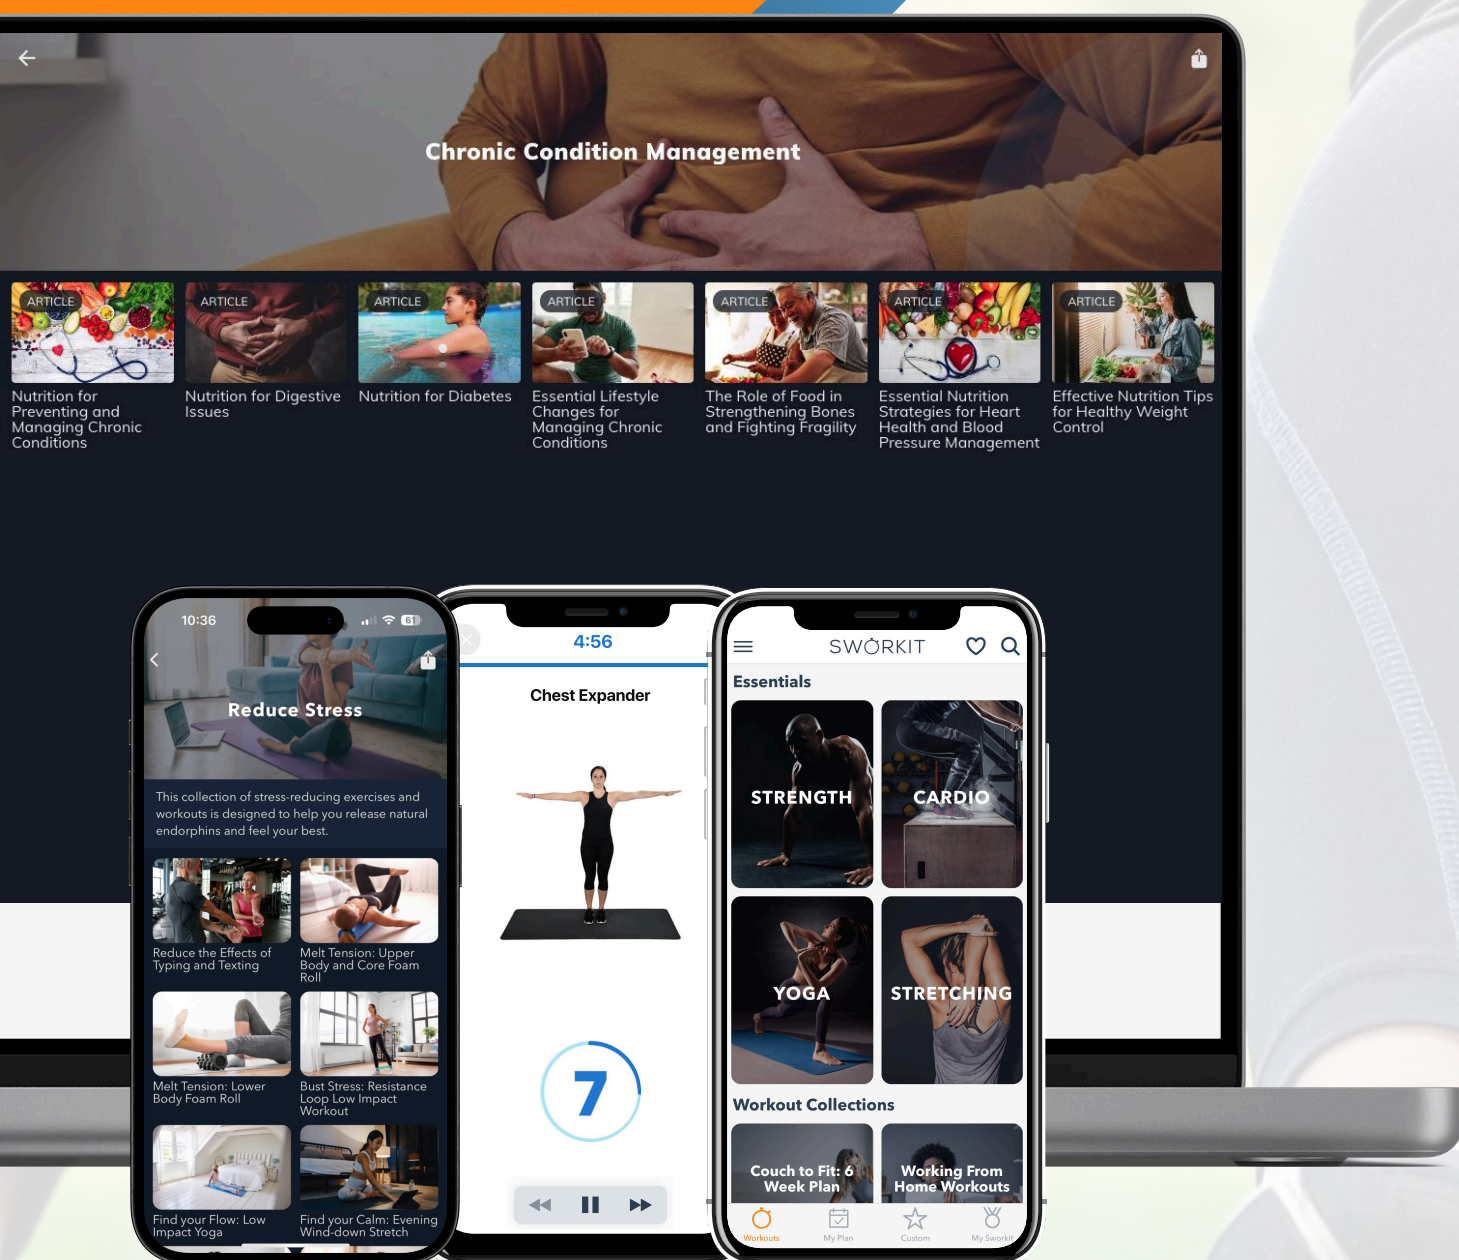 Chronic Condition Management
ARTICLE
Nutrition for
Preventing and
Managing Chronic
Conditions
ARTICLE
Nutrition for Digestive
Issues
ARTICLE
Nutrition for Diabetes
ARTICLE
Essential Lifestyle
Changes for
Managing Chronic
Conditions
ARTICLE
The Role of Food in
Strengthening Bones
and Fighting Fragility
ARTICLE
Essential Nutrition
Strategies for Heart
Health and Blood
Pressure Management
ARTICLE
Effective Nutrition Tips
for Healthy Weight
Control
10:36
61
Reduce Stress
This collection of stress-reducing exercises and
workouts is designed to help you release natural
endorphins and feel your best.
Reduce the Effects of
Typing and Texting
Melt Tension: Upper
Body and Core Foam
Roll
Melt Tension: Lower
Body Foam Roll
Bust Stress: Resistance
Loop Low Impact
Workout
Find your Flow: Low
Impact Yoga
Find your Calm: Evening
Wind-down Stretch
4:56
Chest Expander
7
SWORKIT
Essentials
STRENGTH
CARDIO
YOGA
STRETCHING
Workout Collections
Couch to Fit: 6
Week Plan
Working From
Home Workouts
Workouts
My Plan
Custom
My Sworkit